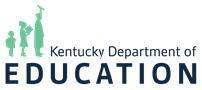 Kentucky Department of
EDUCATION